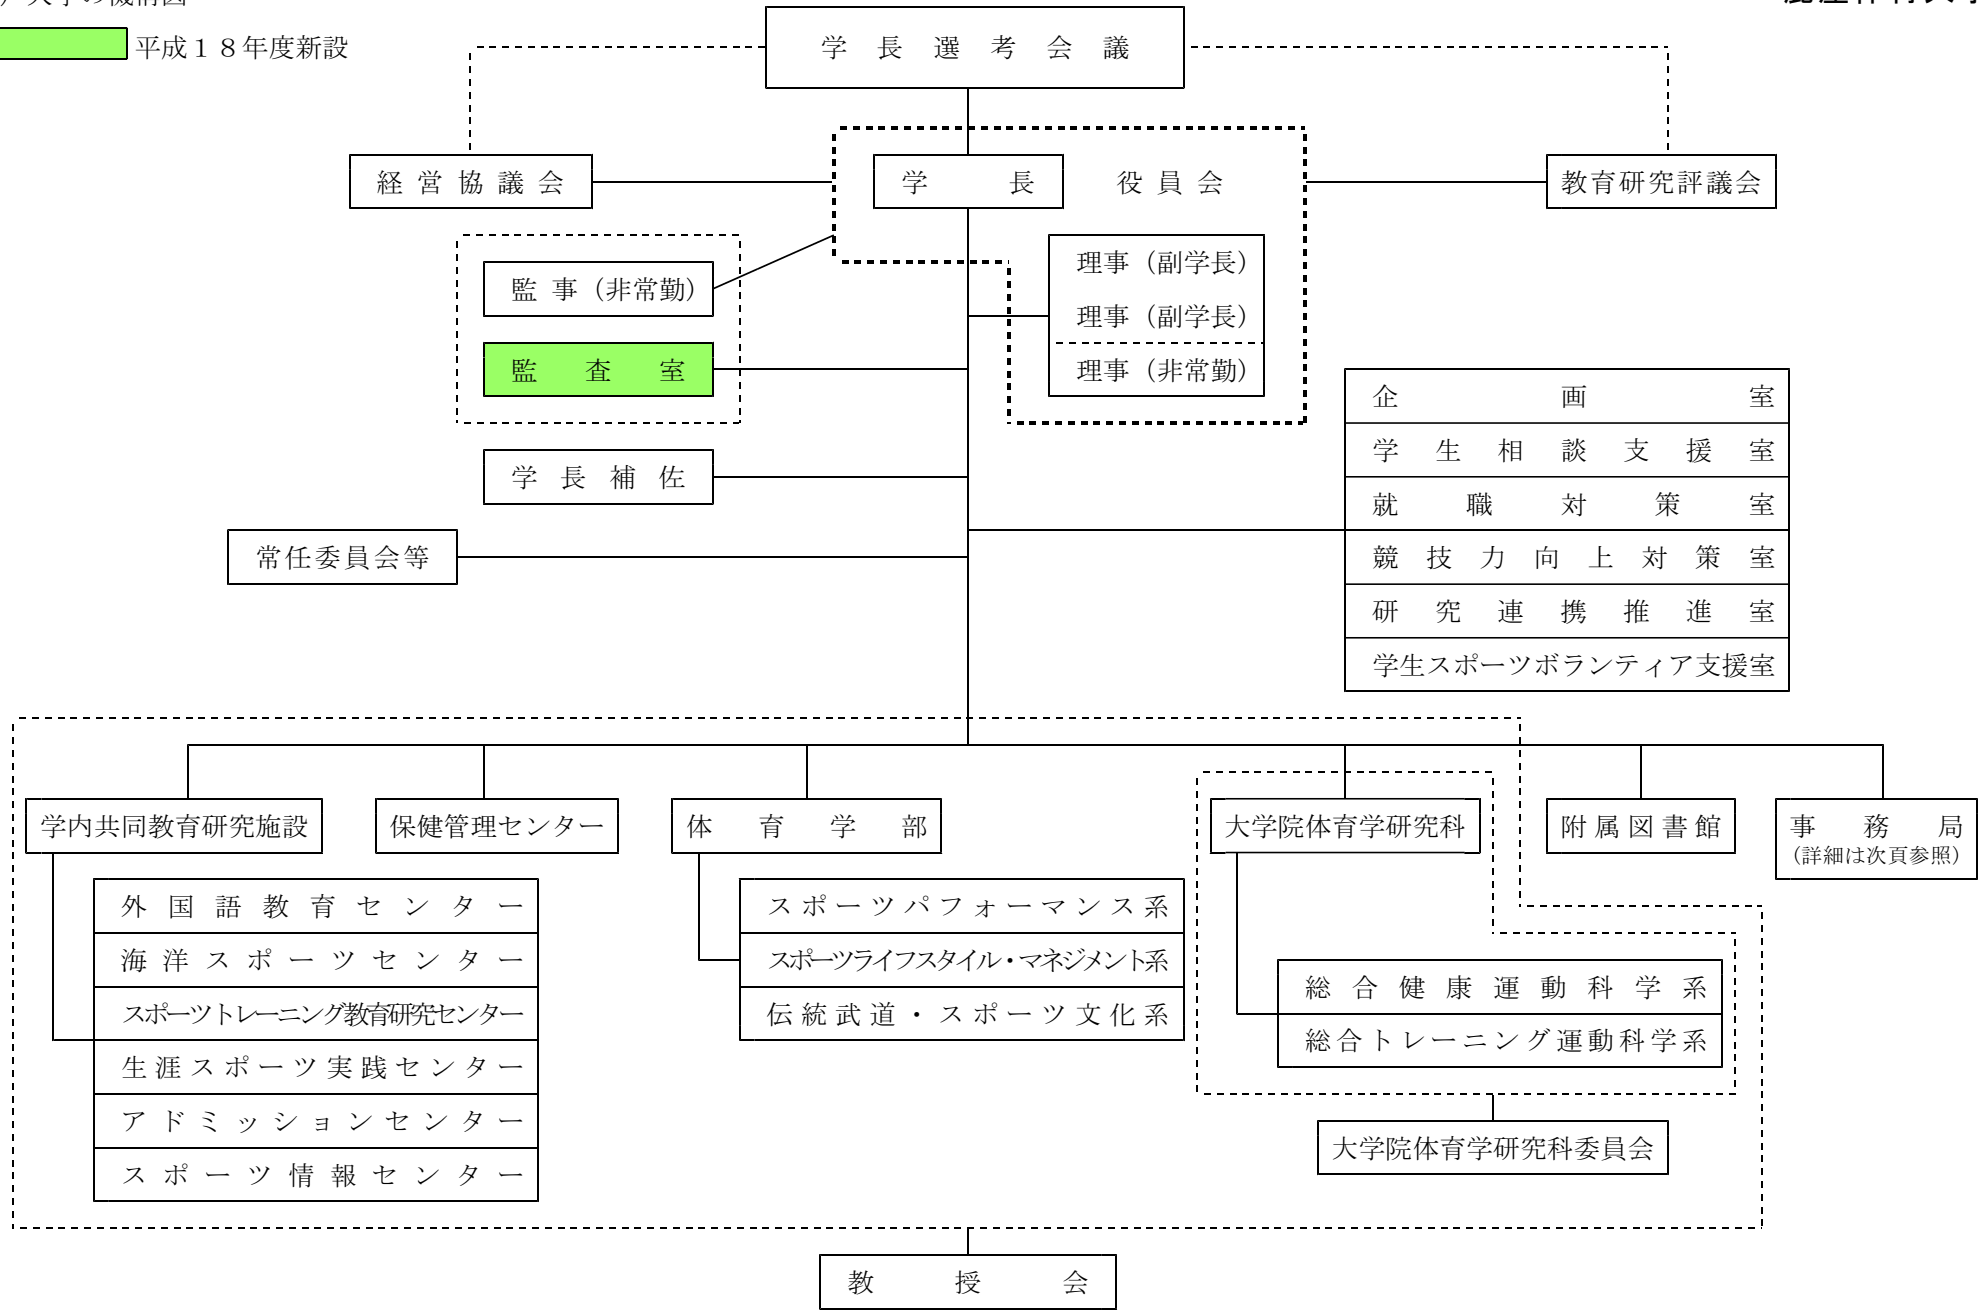 大学の機構図
平成１８年度新設
学長選考会議
経営協議会
学長
役員会
教育研究評議会
理事（副学長）
監事（非常勤）
理事（副学長）
監査室
理事（非常勤）
企画室
学生相談支援室
学長補佐
就職対策室
常任委員会等
競技力向上対策室
研究連携推進室
学生スポーツボランティア支援室
学内共同教育研究施設
保健管理センター
体育学部
大学院体育学研究科
附属図書館
事務局
（詳細は次頁参照）
外国語教育センター
海洋スポーツセンター
スポーツトレーニング教育研究センター
生涯スポーツ実践センター
アドミッションセンター
スポーツ情報センター
スポーツパフォーマンス系
スポーツライフスタイル・マネジメント系
伝統武道・スポーツ文化系
総合健康運動科学系
総合トレーニング運動科学系
大学院体育学研究科委員会
教授会